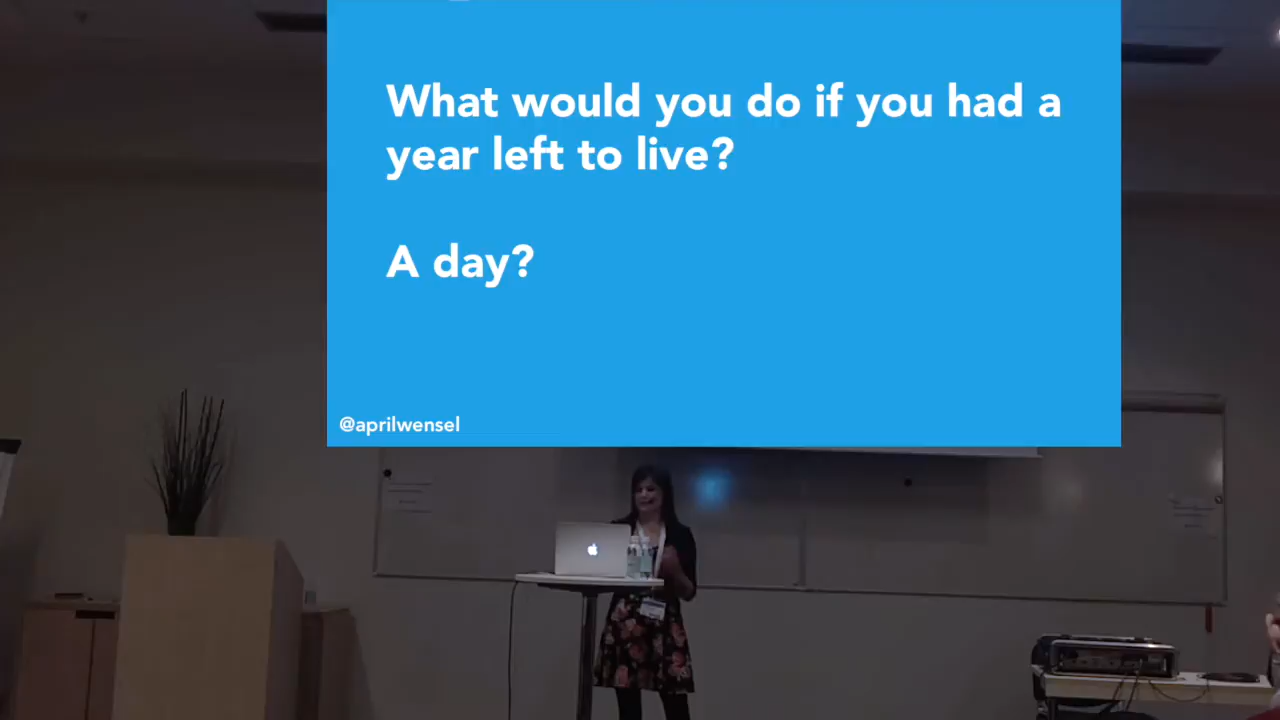 What would you do if you had a
year left to live?
A day?
@aprilwensel